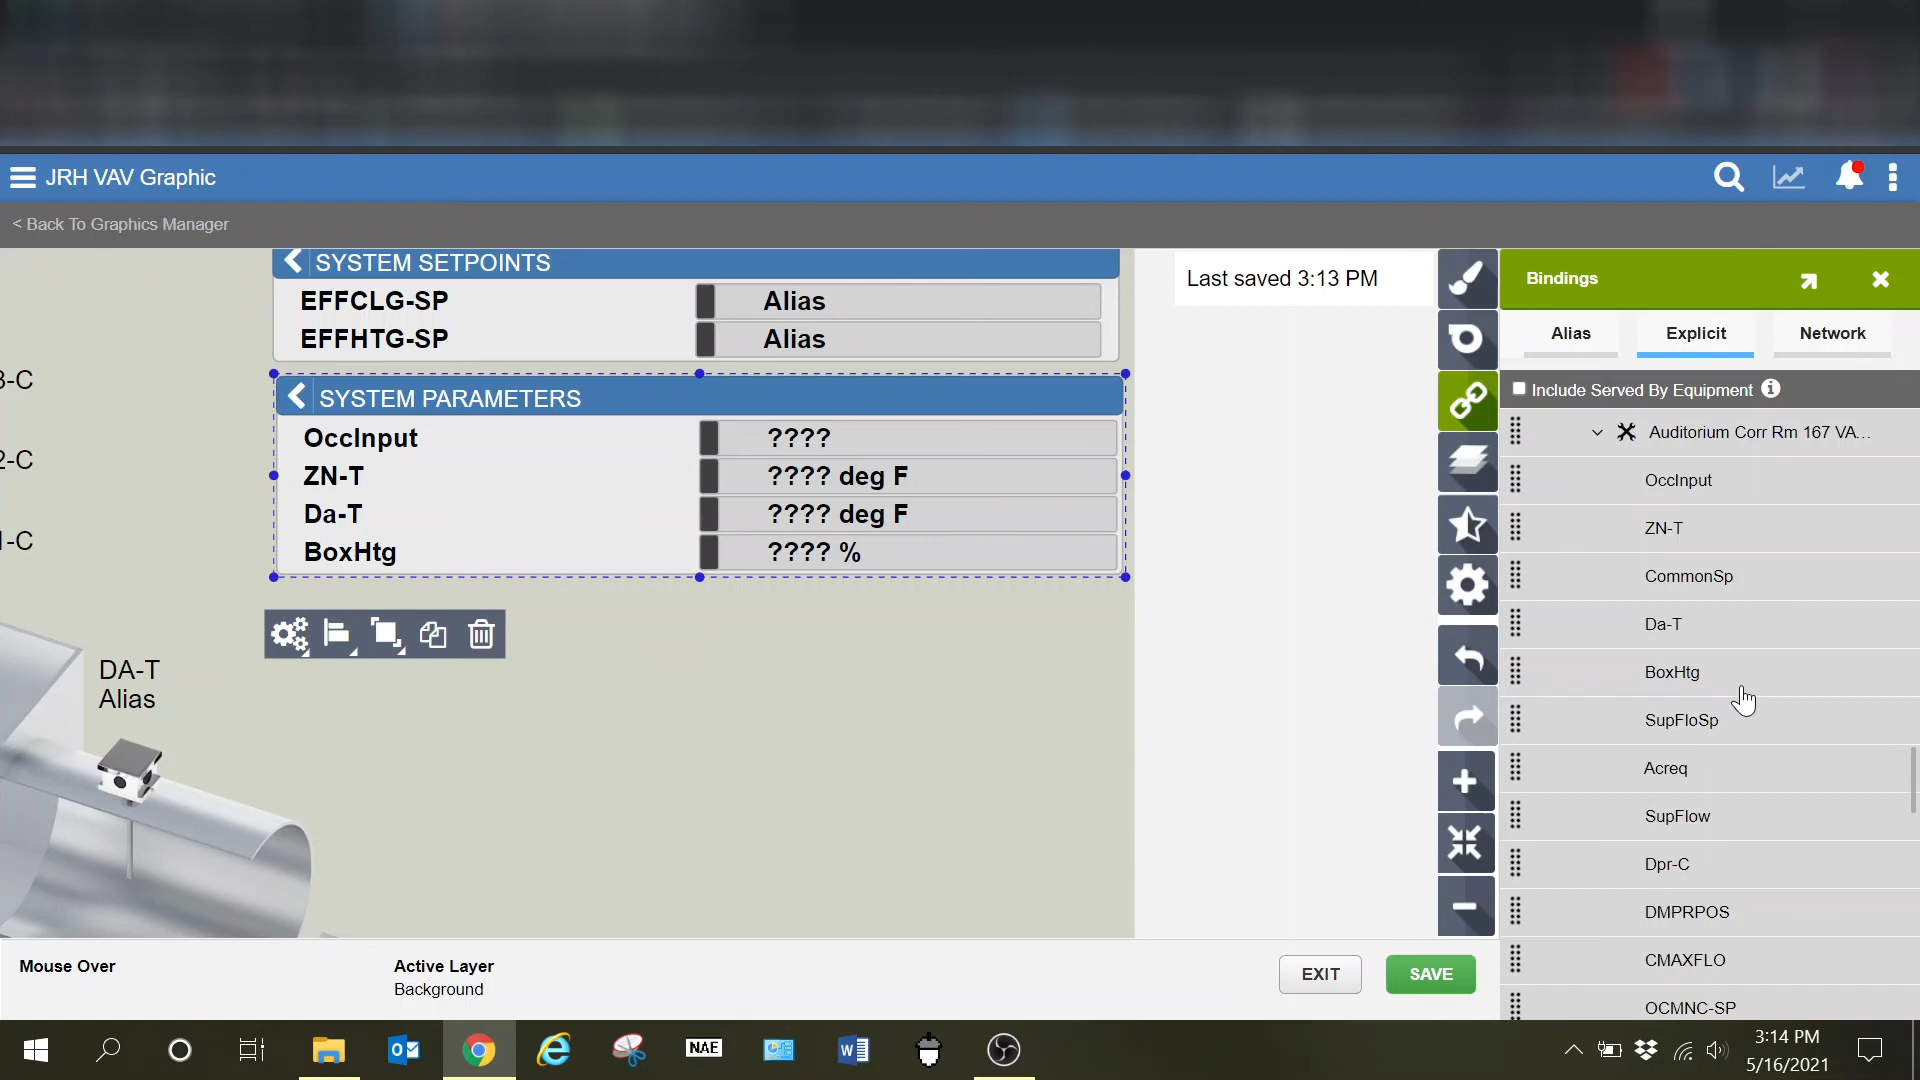 JRH VAV Graphic
< Back To Graphics Manager
SYSTEM SETPOINTS
EFFCLG-SP Alias
EFFHTG-SP Alias
SYSTEM PARAMETERS
OccInput ????
ZN-T ???? deg F
Da-T ???? deg F
BoxHtg ???? %
3-C
2-C
I-C
DA-T
Alias
Last saved 3:13 PM
Bindings
Alias Explicit Network
Include Served By Equipment
Auditorium Corr Rm 167 VA...
OccInput
ZN-T
CommonSp
Da-T
BoxHtg
SupFloSp
Acreq
SupFlow
Dpr-C
DMPRPOS
CMAXFLO
OCMNC-SP
Mouse Over
Active Layer
Background
EXIT
SAVE
NAE
3:14 PM
5/16/2021